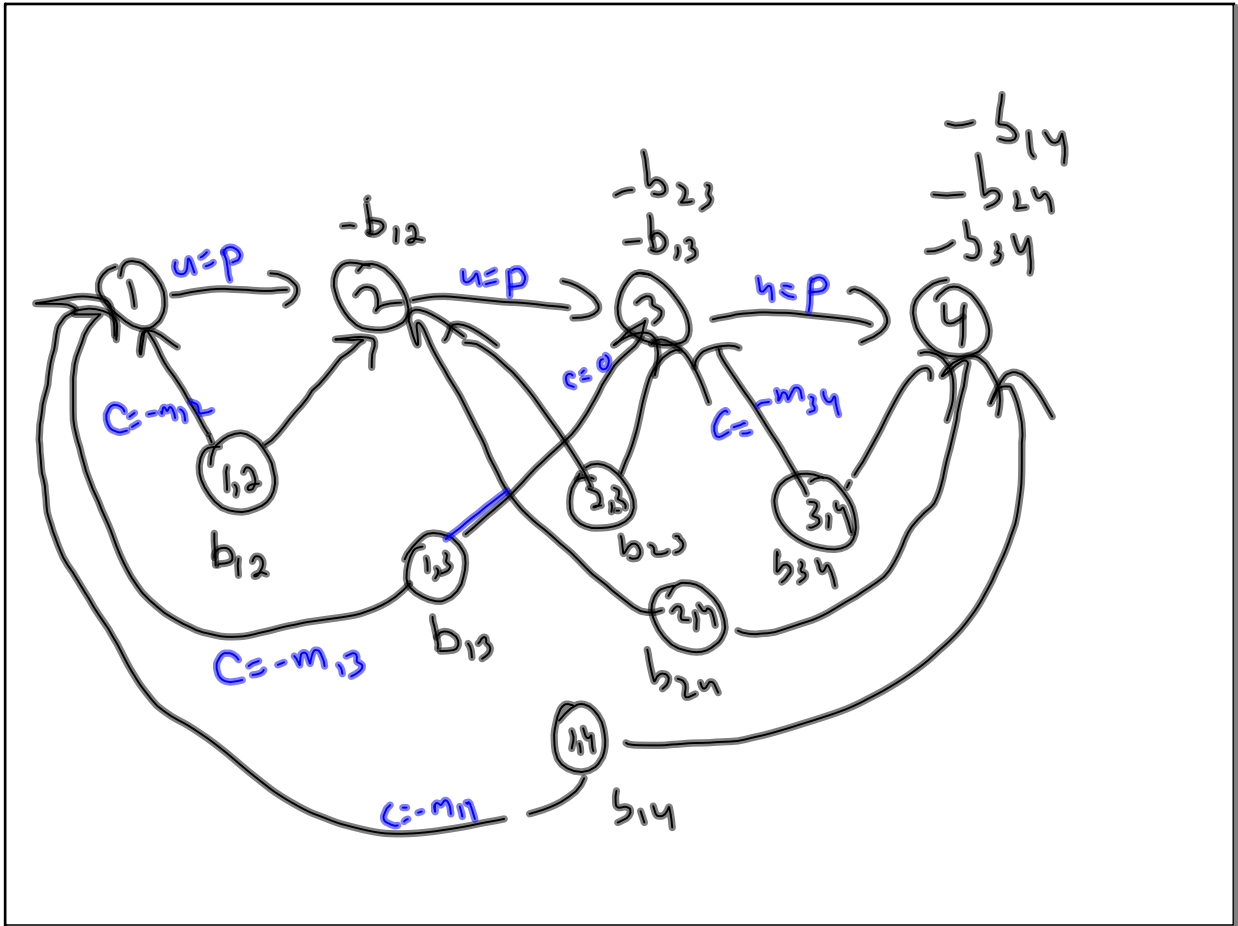 -b14
-b23
-b24
-b12
-b13
-b34
1
u=p
2
u=p
3
u=p
4
c=0
C=-m12
C=-m34
1,2
2,3
3,4
b12
b23
b34
1,3
2,4
b13
b24
C=-m13
1,4
b14